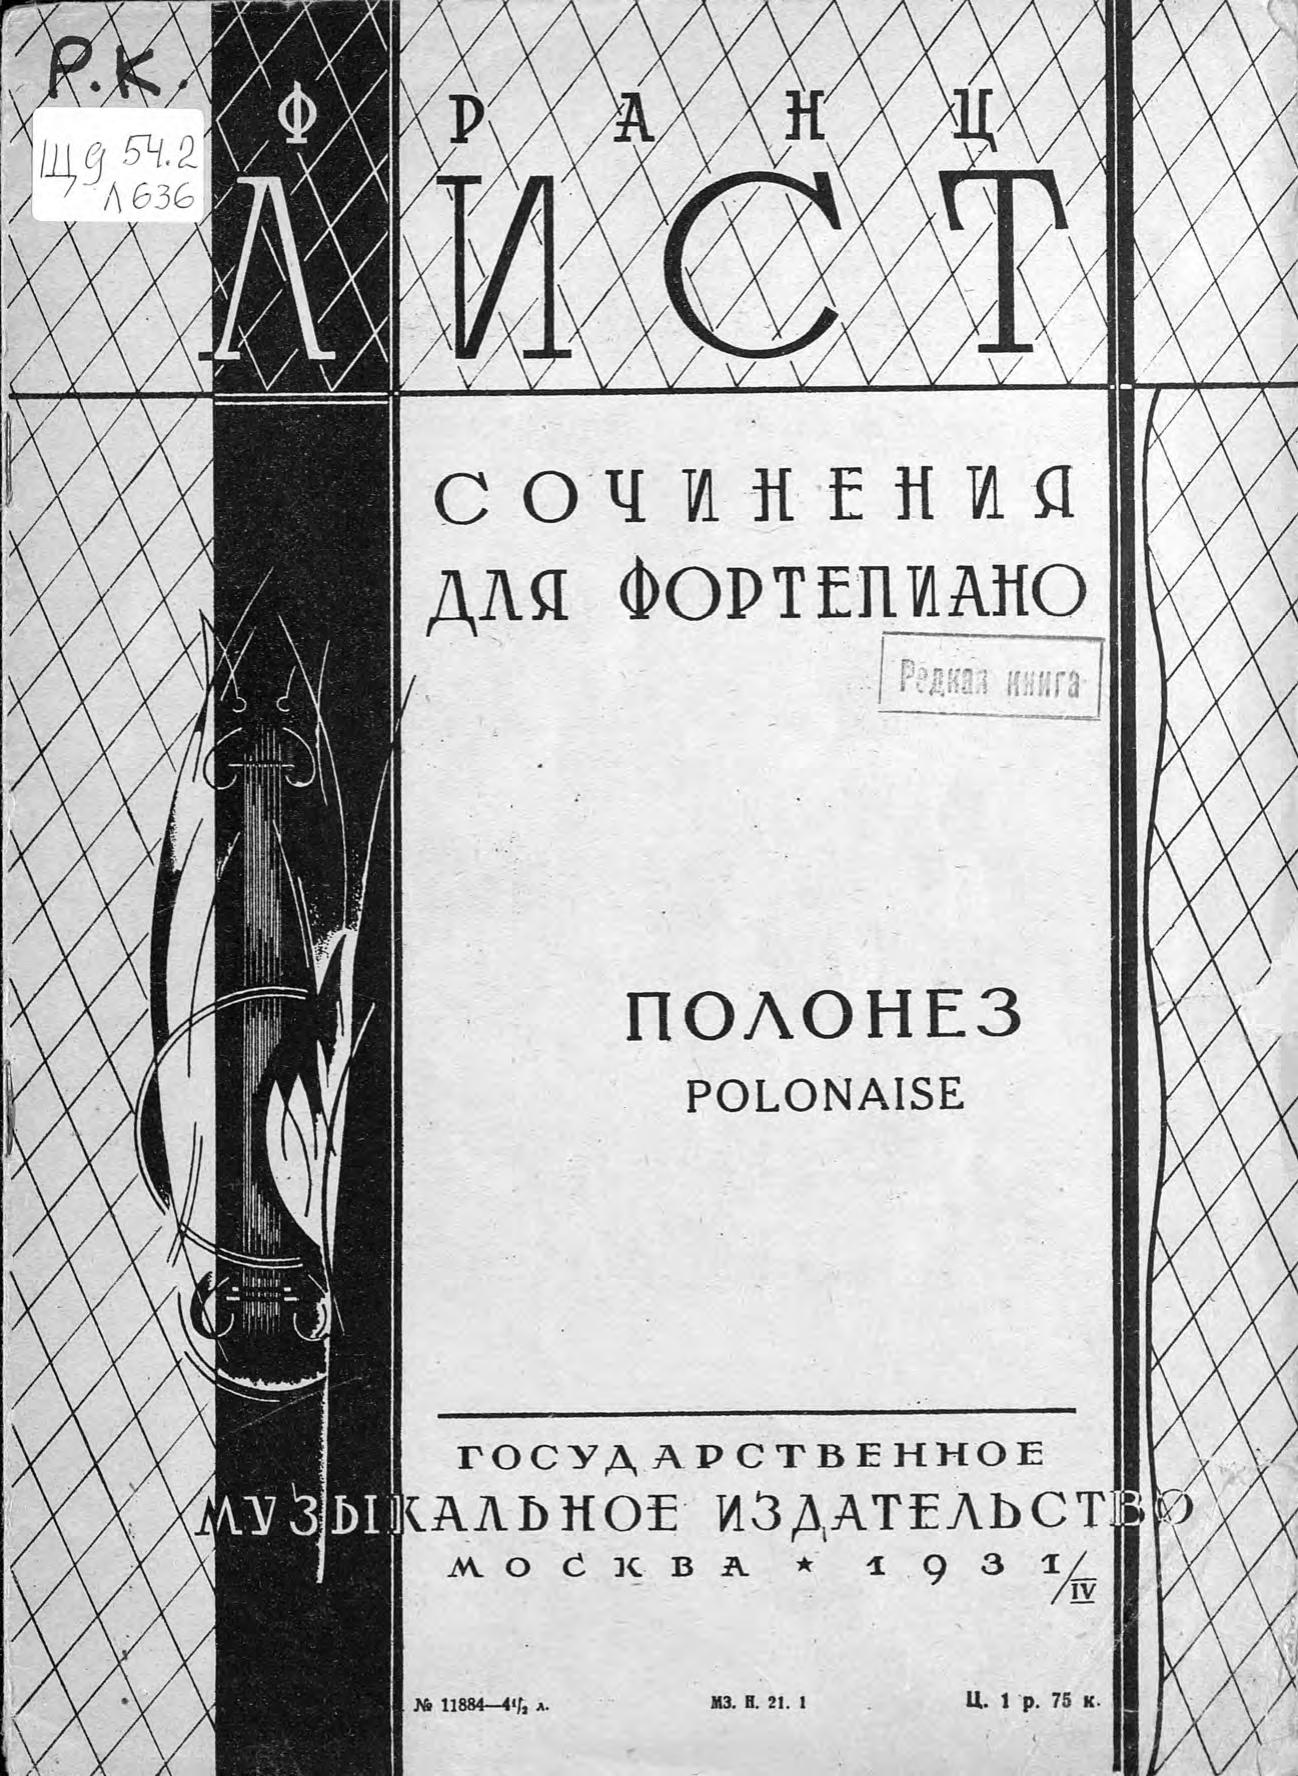 Р.К.
Щ9 54.2
Л636
ФРАНЦ
ЛИСТ
СОЧИНЕНИЯ
ДЛЯ ФОРТЕПИАНО
Редкая книга
ПОЛОНЕЗ
POLONAISE
ГОСУДАРСТВЕННОЕ
МУЗЫКАЛЬНОЕ ИЗДАТЕЛЬСТВО
МОСКВА ★ 1931/IV
№ 11884—4½ л. МЗ. Н. 21. 1 Ц. 1 р. 75 к.